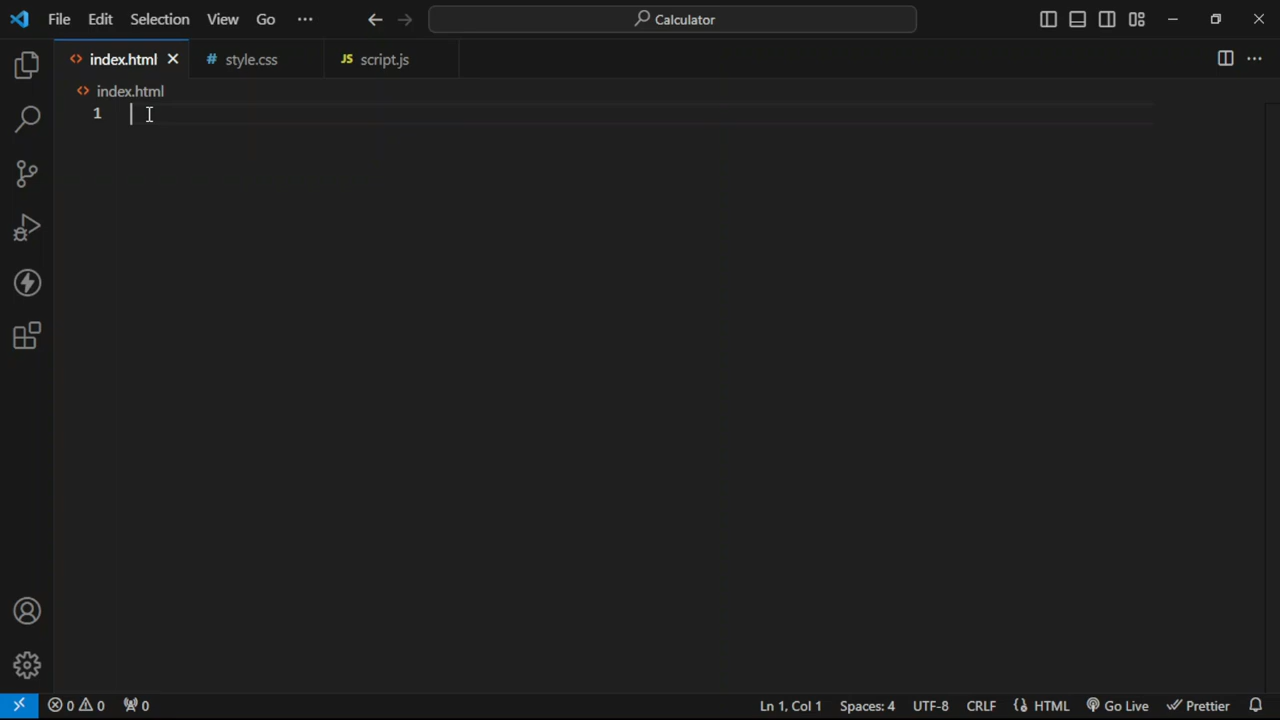 File Edit Selection View Go ··· Calculator
index.html # style.css JS script.js
index.html
1
0 0 0 Ln 1, Col 1 Spaces: 4 UTF-8 CRLF HTML Go Live Prettier